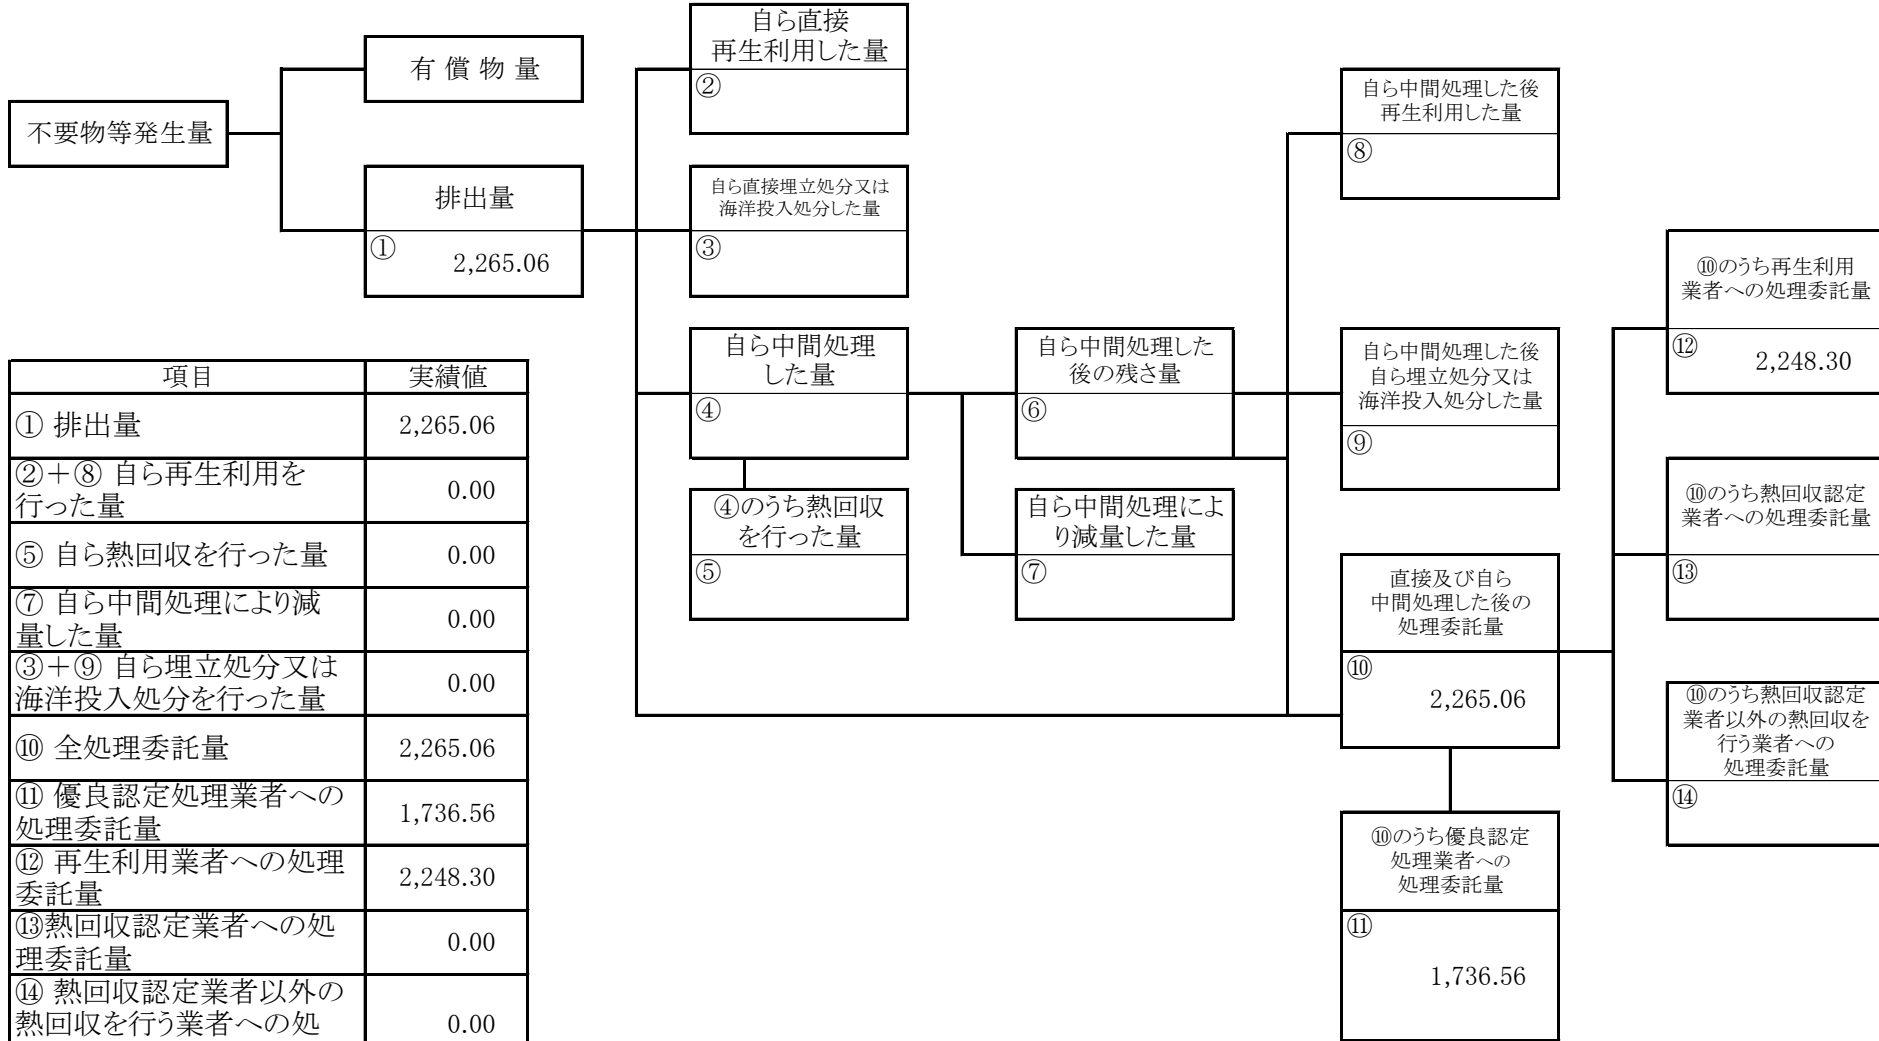 不要物等発生量
有償物量
排出量
①
2,265.06
自ら直接
再生利用した量
②
自ら直接埋立処分又は
海洋投入処分した量
③
自ら中間処理
した量
④
④のうち熱回収
を行った量
⑤
自ら中間処理した
後の残さ量
⑥
自ら中間処理によ
り減量した量
⑦
自ら中間処理した後
再生利用した量
⑧
自ら中間処理した後
自ら埋立処分又は
海洋投入処分した量
⑨
直接及び自ら
中間処理した後の
処理委託量
⑩
2,265.06
⑩のうち優良認定
処理業者への
処理委託量
⑪
1,736.56
⑩のうち再生利用
業者への処理委託量
⑫
2,248.30
⑩のうち熱回収認定
業者への処理委託量
⑬
⑩のうち熱回収認定
業者以外の熱回収を
行う業者への
処理委託量
⑭
項目 実績値
① 排出量 2,265.06
②＋⑧ 自ら再生利用を
行った量 0.00
⑤ 自ら熱回収を行った量 0.00
⑦ 自ら中間処理により減
量した量 0.00
③＋⑨ 自ら埋立処分又は
海洋投入処分を行った量 0.00
⑩ 全処理委託量 2,265.06
⑪ 優良認定処理業者への
処理委託量 1,736.56
⑫ 再生利用業者への処理
委託量 2,248.30
⑬熱回収認定業者への処
理委託量 0.00
⑭ 熱回収認定業者以外の
熱回収を行う業者への処 0.00